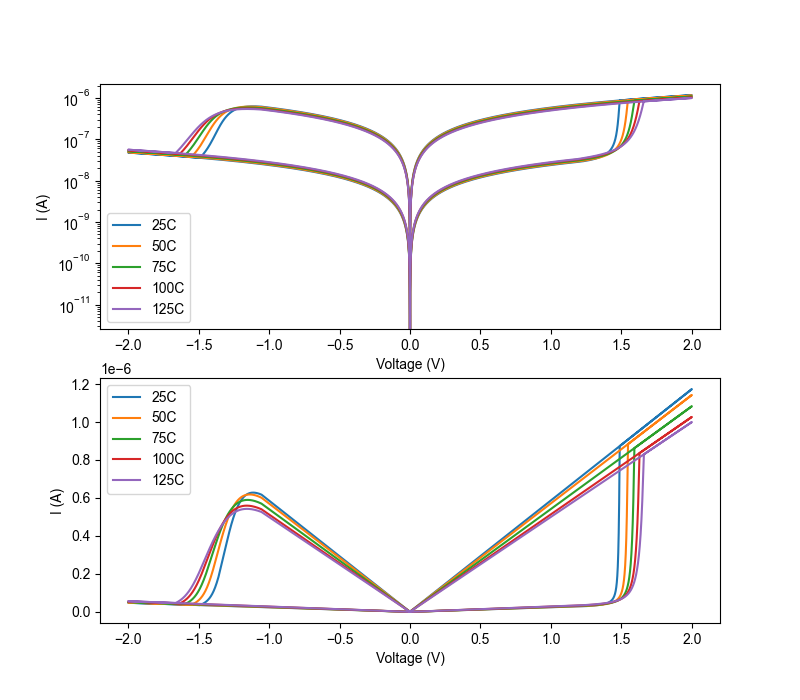 10⁻⁶
10⁻⁷
10⁻⁸
10⁻⁹
10⁻¹⁰
10⁻¹¹
I (A)
25C
50C
75C
100C
125C
−2.0 −1.5 −1.0 −0.5 0.0 0.5 1.0 1.5 2.0
Voltage (V)
1e−6
1.2
1.0
0.8
0.6
0.4
0.2
0.0
I (A)
25C
50C
75C
100C
125C
−2.0 −1.5 −1.0 −0.5 0.0 0.5 1.0 1.5 2.0
Voltage (V)